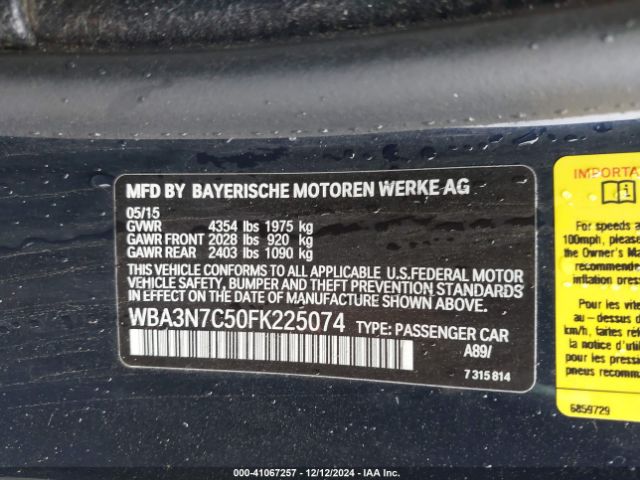 MFD BY BAYERISCHE MOTOREN WERKE AG
05/15
GVWR 4354 lbs 1975 kg
GAWR FRONT 2028 lbs 920 kg
GAWR REAR 2403 lbs 1090 kg
THIS VEHICLE CONFORMS TO ALL APPLICABLE U.S.FEDERAL MOTOR
VEHICLE SAFETY, BUMPER AND THEFT PREVENTION STANDARDS
IN EFFECT ON THE DATE OF MANUFACTURE SHOWN ABOVE.
WBA3N7C50FK225074 TYPE: PASSENGER CAR
A89/
7 315 814
IMPORTA
For speeds a
100mph, please
the Owner's Ma
recommende
inflation press
Pour les vit
au - dessus d
km/h, faites réf
a la notice d'uti
pour les pressi
pneus recomman
6859729
000-41067257 - 12/12/2024 - IAA Inc.